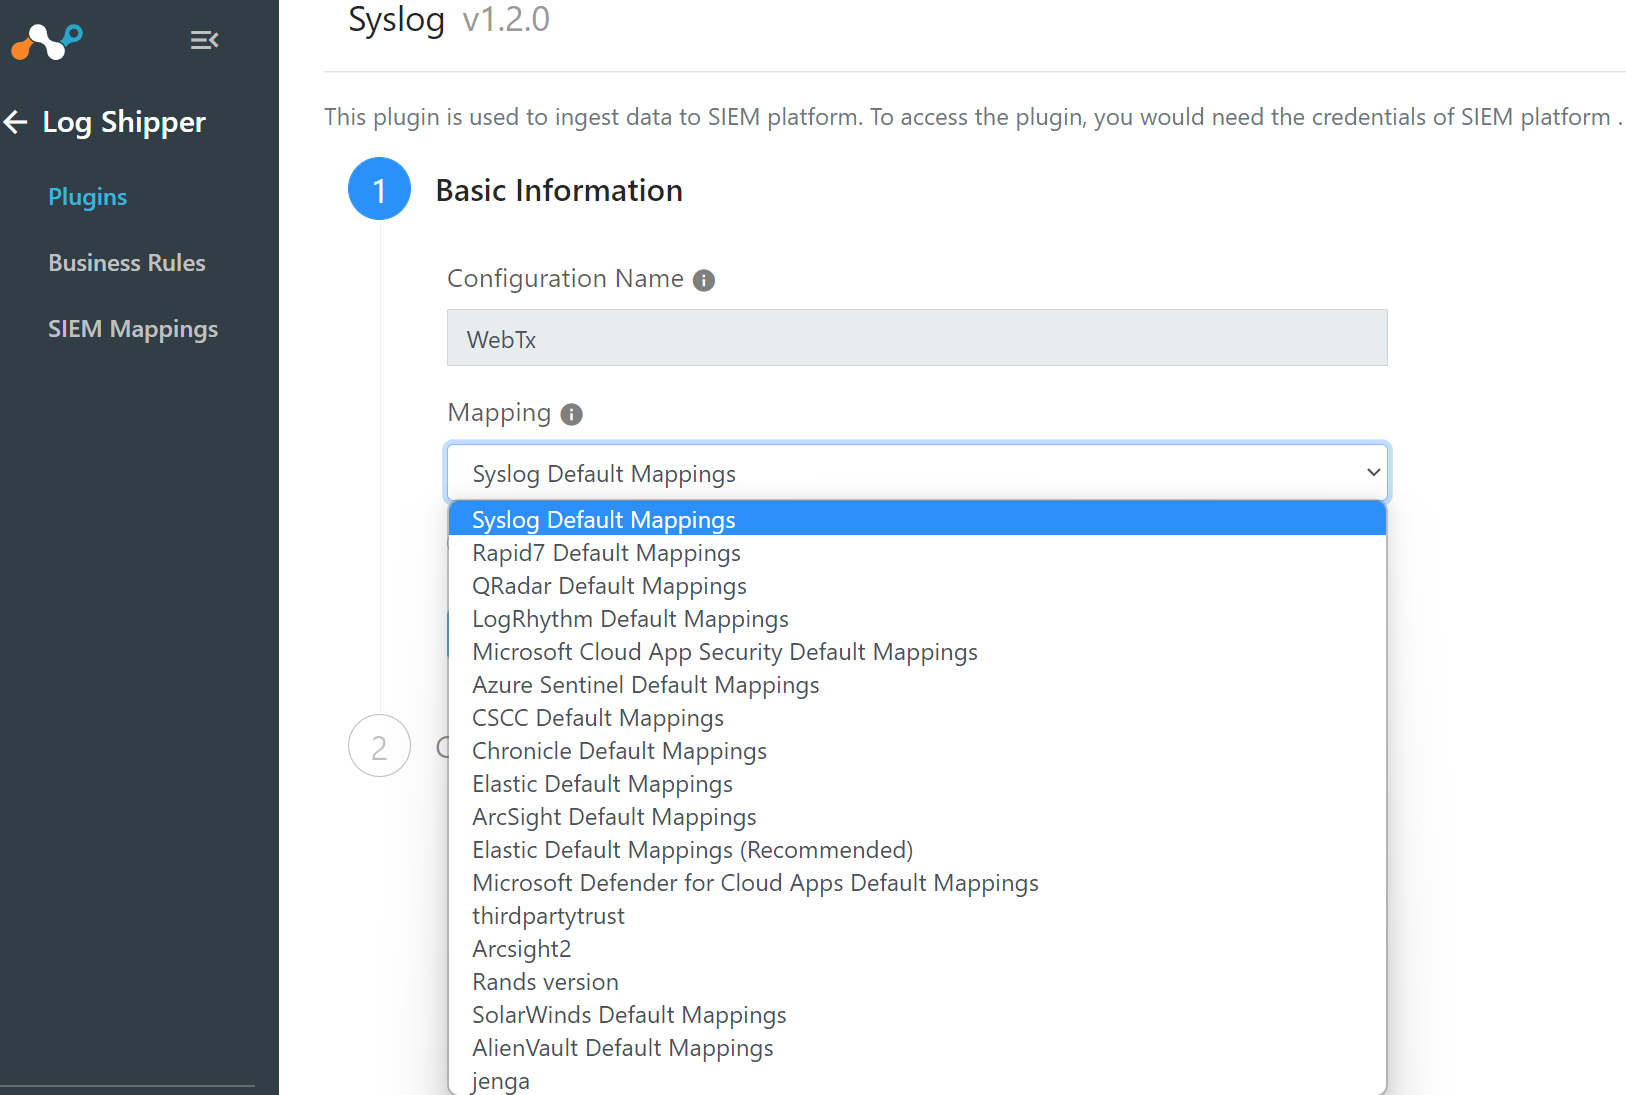 Syslog v1.2.0
Log Shipper
Plugins
Business Rules
SIEM Mappings
This plugin is used to ingest data to SIEM platform. To access the plugin, you would need the credentials of SIEM platform .
1 Basic Information
Configuration Name
WebTx
Mapping
Syslog Default Mappings
Syslog Default Mappings
Rapid7 Default Mappings
QRadar Default Mappings
LogRhythm Default Mappings
Microsoft Cloud App Security Default Mappings
Azure Sentinel Default Mappings
CSCC Default Mappings
2
Chronicle Default Mappings
Elastic Default Mappings
ArcSight Default Mappings
Elastic Default Mappings (Recommended)
Microsoft Defender for Cloud Apps Default Mappings
thirdpartytrust
Arcsight2
Rands version
SolarWinds Default Mappings
AlienVault Default Mappings
jenga